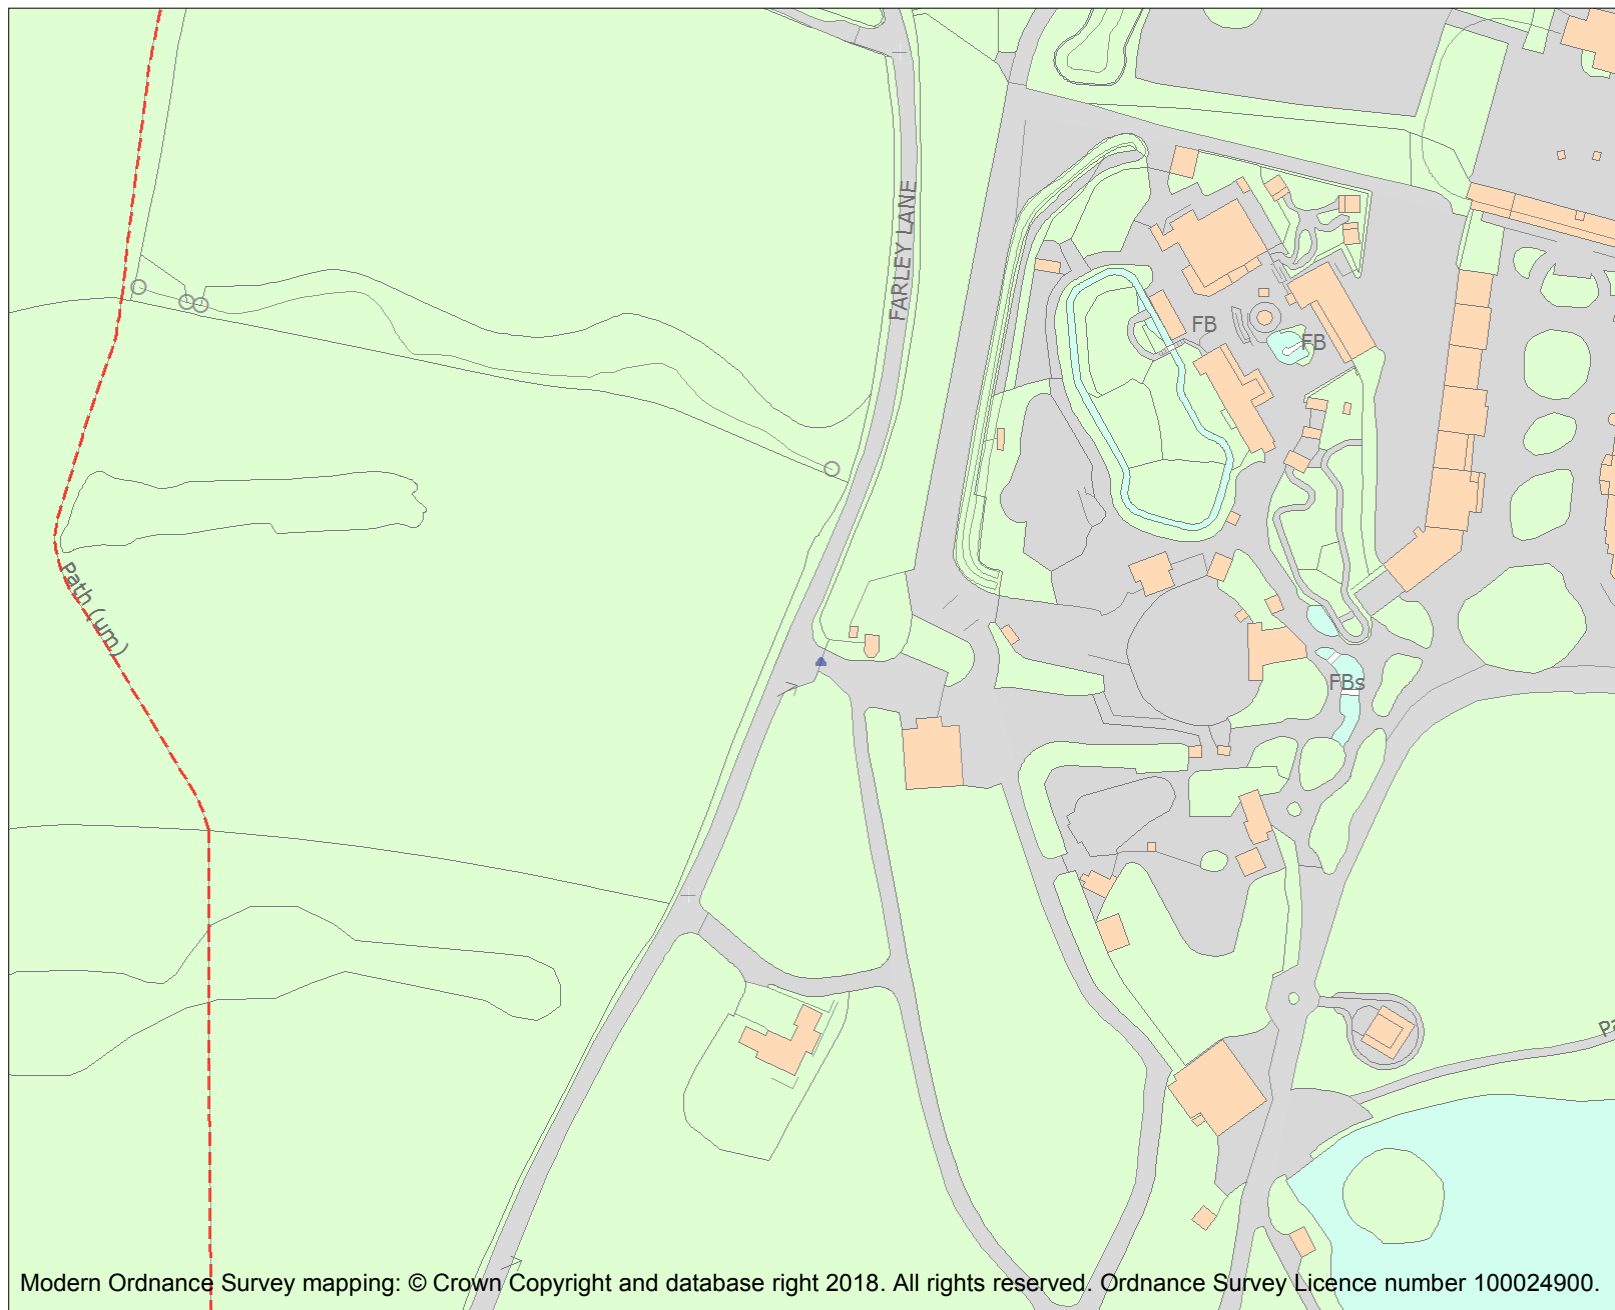 FARLEY LANE
FB
FB
Path (um)
FBs
Pa
Modern Ordnance Survey mapping: © Crown Copyright and database right 2018. All rights reserved. Ordnance Survey Licence number 100024900.